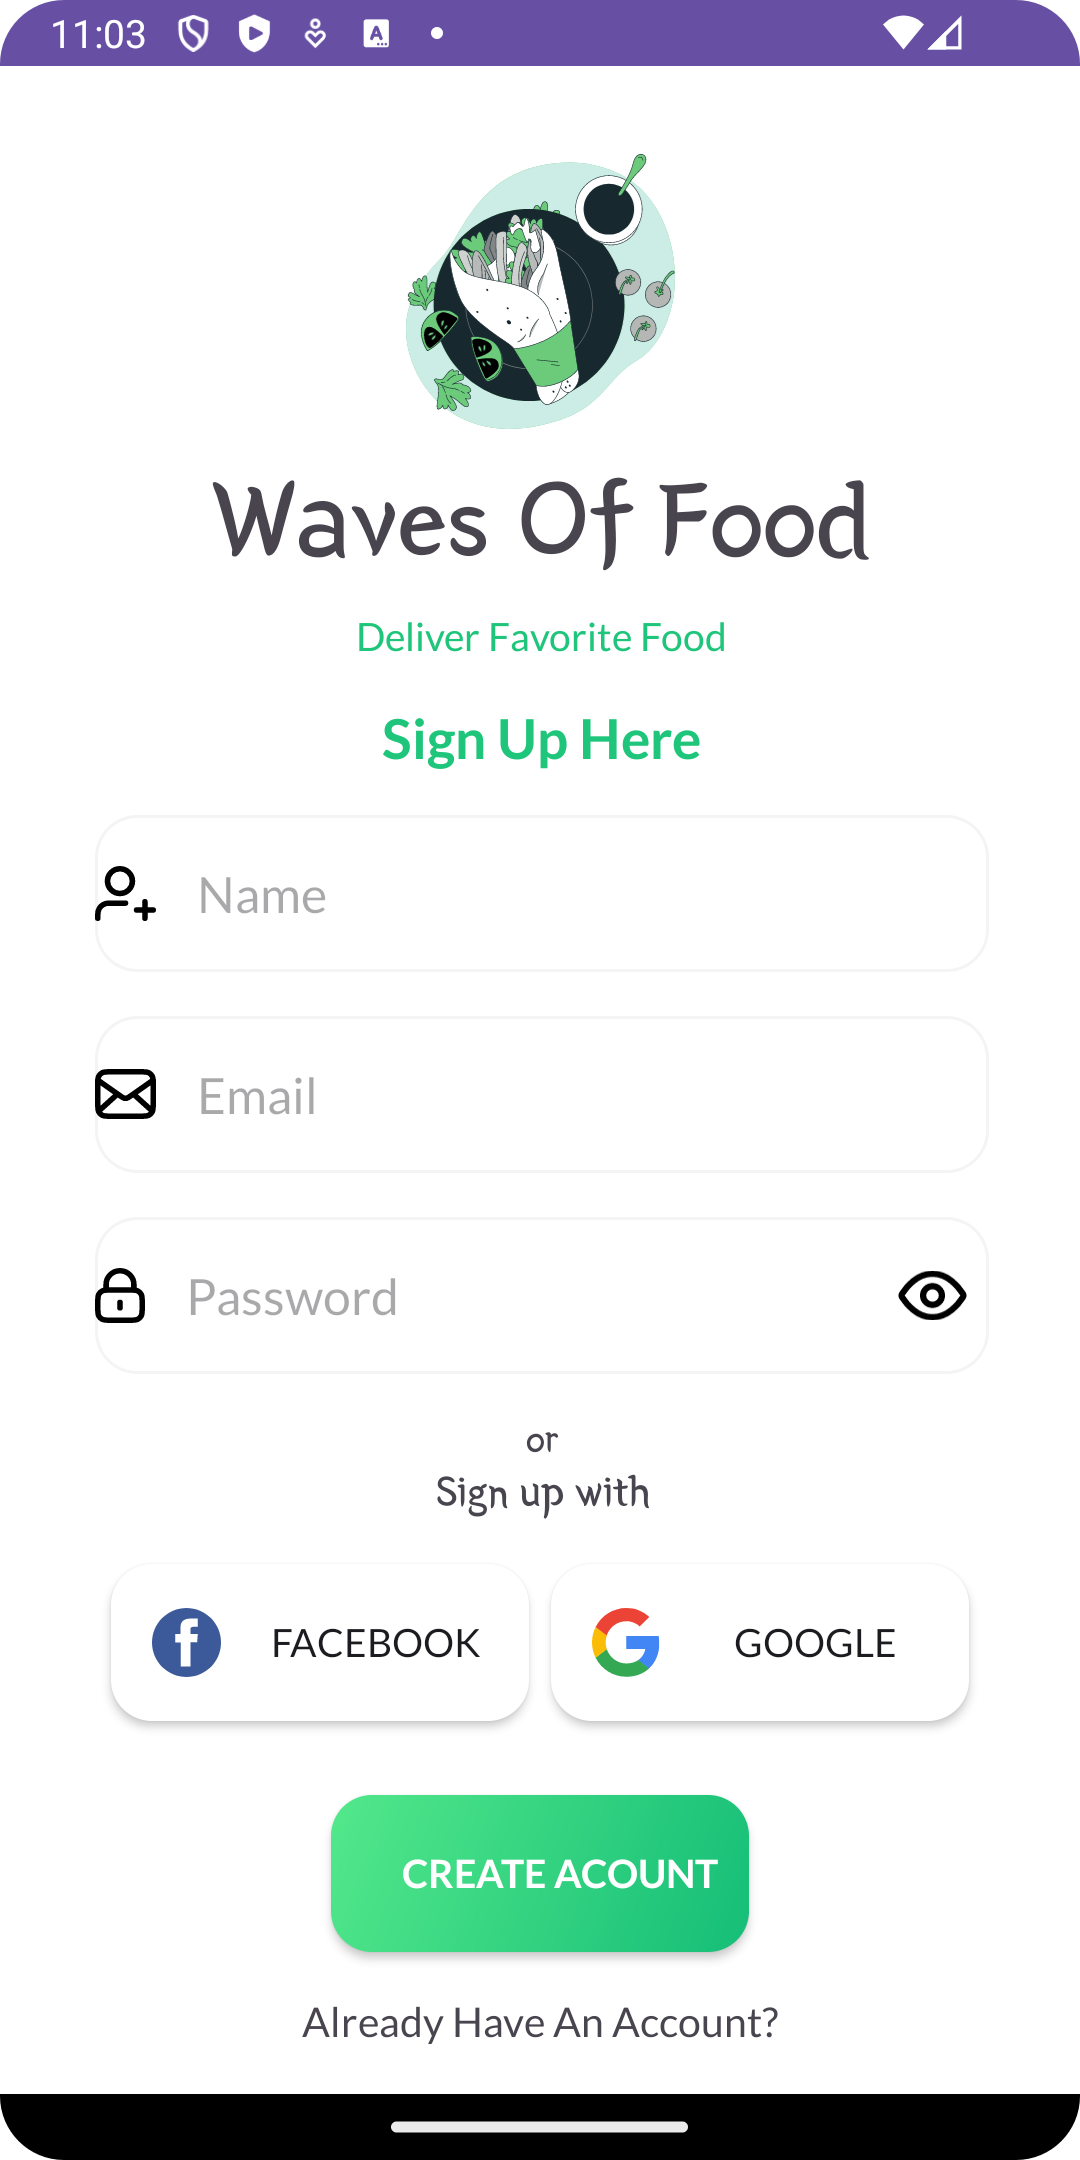 11:03
Waves Of Food
Deliver Favorite Food
Sign Up Here
Name
Email
Password
or
Sign up with
FACEBOOK
GOOGLE
CREATE ACOUNT
Already Have An Account?